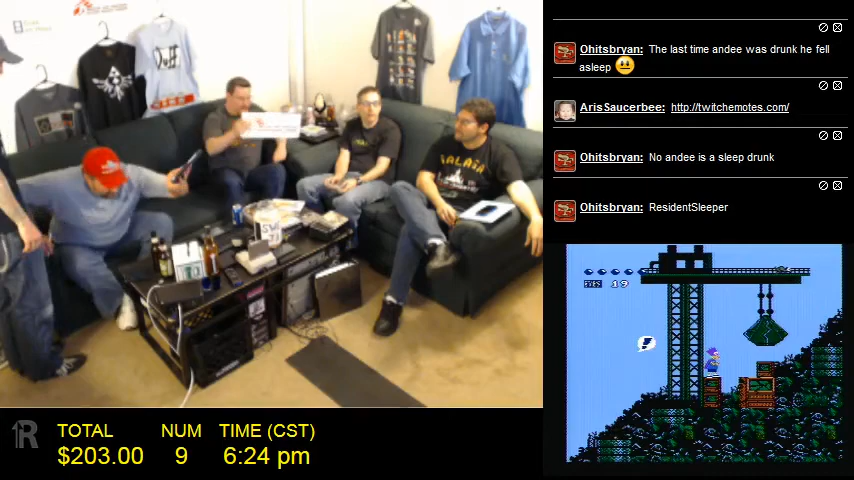 Ohitsbryan: The last time andee was drunk he fell
asleep
ArisSaucerbee: http://twitchemotes.com/
Ohitsbryan: No andee is a sleep drunk
Ohitsbryan: ResidentSleeper
Duff
GALAGA
EYES 19
!
R
TOTAL NUM TIME (CST)
$203.00 9 6:24 pm